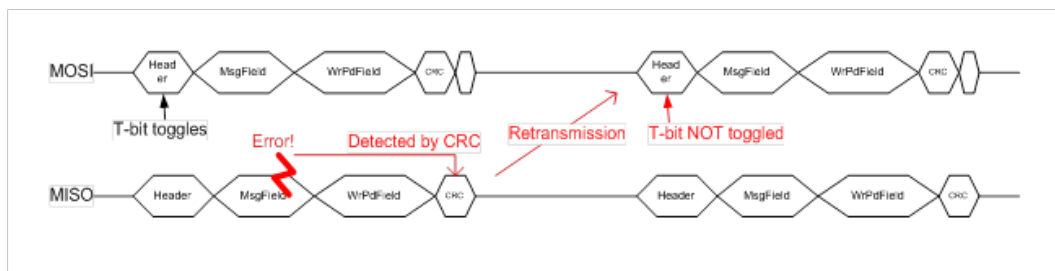 MOSI
Head
er
MsgField
WrPdField
CRC
Head
er
MsgField
WrPdField
CRC
T-bit toggles
Error!
Detected by CRC
Retransmission
T-bit NOT toggled
MISO
Header
MsgField
WrPdField
CRC
Header
MsgField
WrPdField
CRC